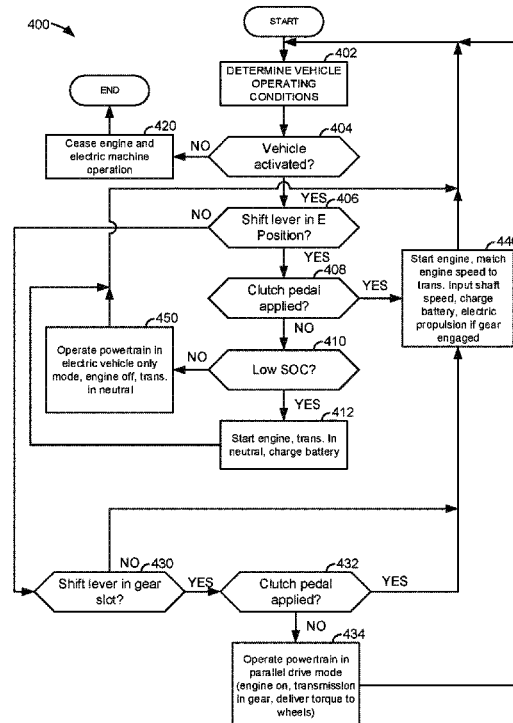 400
START
402
DETERMINE VEHICLE
OPERATING
CONDITIONS
END
420
Cease engine and
electric machine
operation
NO
404
Vehicle
activated?
YES
406
NO
Shift lever in E
Position?
YES
408
Clutch pedal
applied?
YES
440
Start engine, match
engine speed to
trans. Input shaft
speed, charge
battery, electric
propulsion if gear
engaged
NO
450
Operate powertrain in
electric vehicle only
mode, engine off, trans.
in neutral
NO
410
Low SOC?
YES
412
Start engine, trans. In
neutral, charge battery
NO
430
Shift lever in gear
slot?
YES
432
Clutch pedal
applied?
YES
NO
434
Operate powertrain in
parallel drive mode
(engine on, transmission
in gear, deliver torque to
wheels)